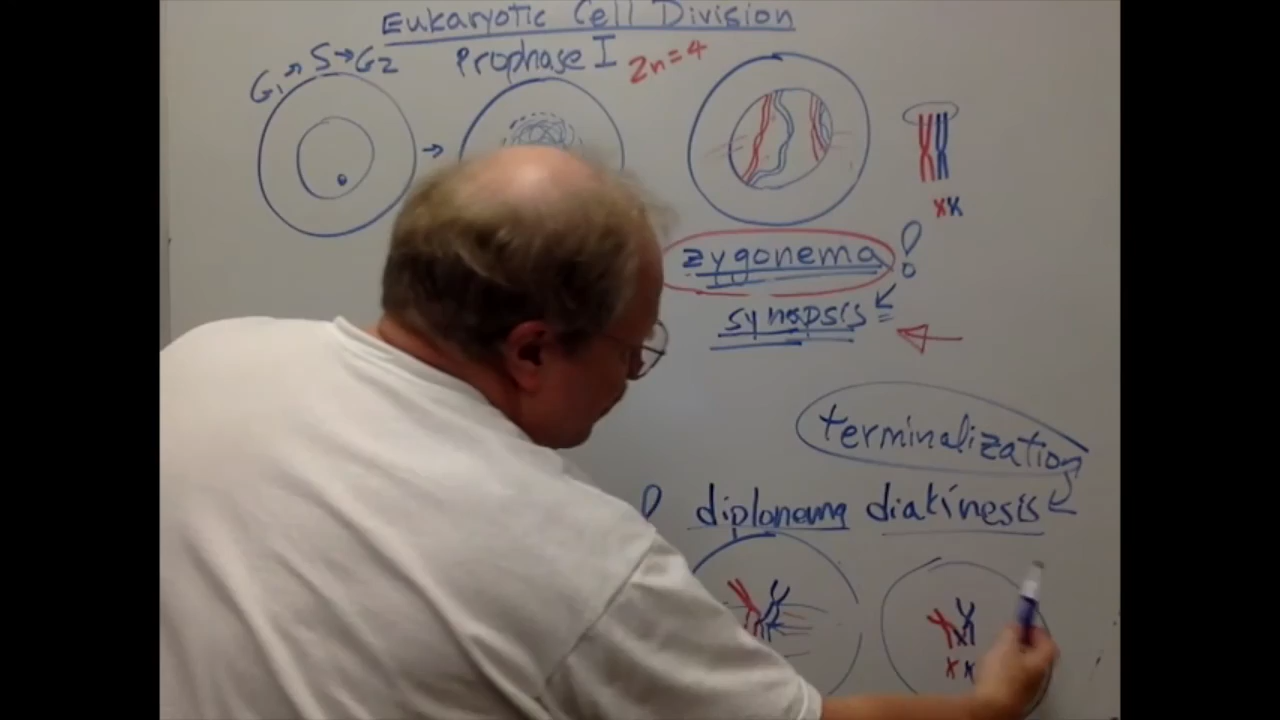 Eukaryotic Cell Division
G₁ → S → G2 Prophase I 2n=4
zygonema !
synapsis
terminalization
diplonema diakinesis